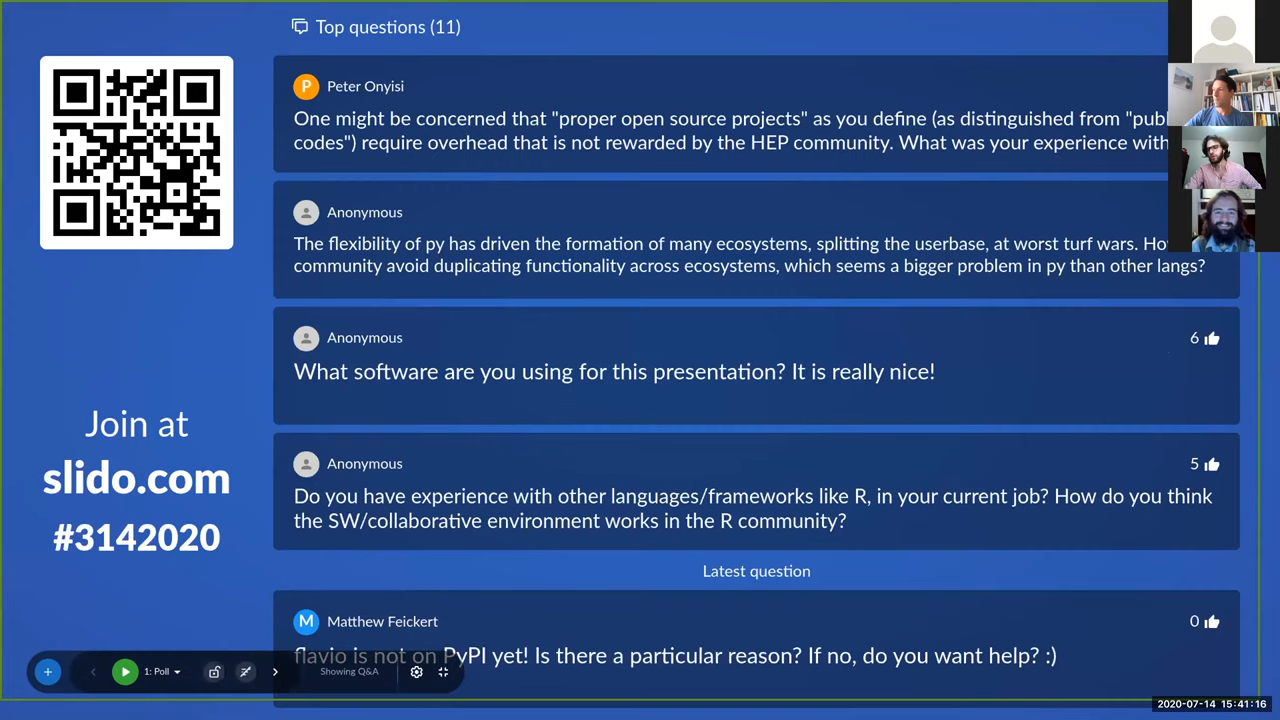 Top questions (11)
P Peter Onyisi
One might be concerned that "proper open source projects" as you define (as distinguished from "publ
codes") require overhead that is not rewarded by the HEP community. What was your experience with
Anonymous
The flexibility of py has driven the formation of many ecosystems, splitting the userbase, at worst turf wars. Ho
community avoid duplicating functionality across ecosystems, which seems a bigger problem in py than other langs?
Anonymous
6
What software are you using for this presentation? It is really nice!
Join at
slido.com
#3142020
Anonymous
5
Do you have experience with other languages/frameworks like R, in your current job? How do you think
the SW/collaborative environment works in the R community?
Latest question
M Matthew Feickert
0
flavio is not on PyPI yet! Is there a particular reason? If no, do you want help? :)
1: Poll
Showing Q&A
2020-07-14 15:41:16